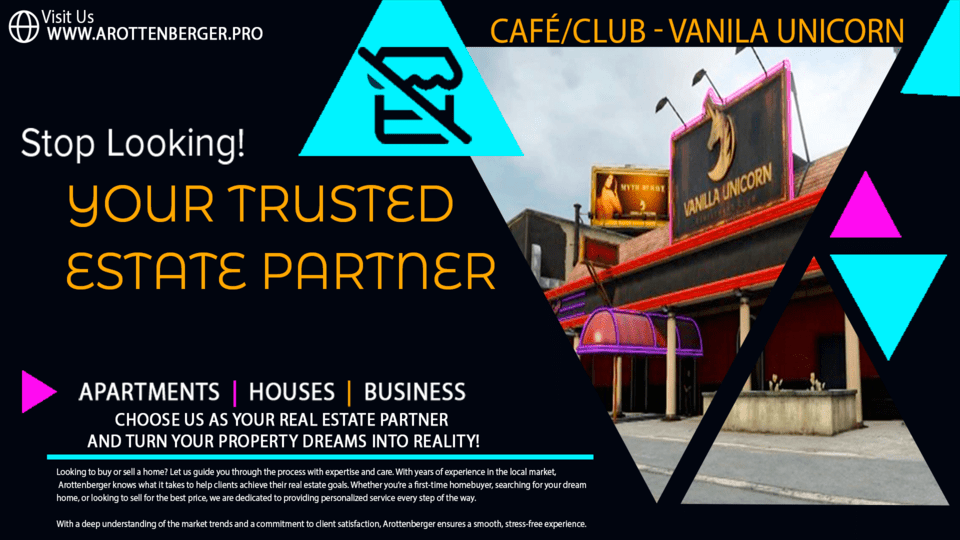 Visit Us
WWW.AROTTENBERGER.PRO
CAFÉ/CLUB - VANILA UNICORN
Stop Looking!
YOUR TRUSTED
ESTATE PARTNER
VANILLA UNICORN
APARTMENTS | HOUSES | BUSINESS
CHOOSE US AS YOUR REAL ESTATE PARTNER
AND TURN YOUR PROPERTY DREAMS INTO REALITY!
Looking to buy or sell a home? Let us guide you through the process with expertise and care. With years of experience in the local market,
Arottenberger knows what it takes to help clients achieve their real estate goals. Whether you're a first-time homebuyer, searching for your dream
home, or looking to sell for the best price, we are dedicated to providing personalized service every step of the way.
With a deep understanding of the market trends and a commitment to client satisfaction, Arottenberger ensures a smooth, stress-free experience.